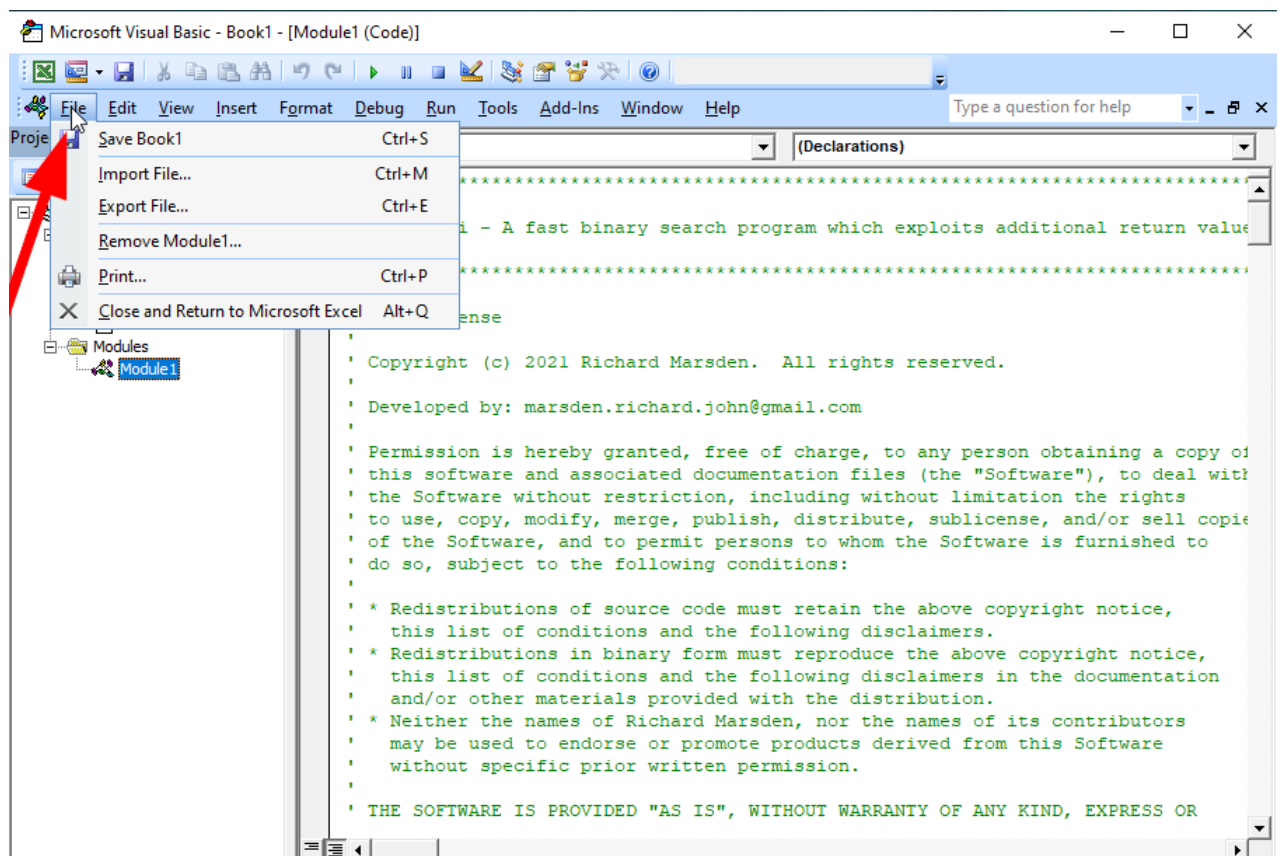 Microsoft Visual Basic - Book1 - [Module1 (Code)]
File Edit View Insert Format Debug Run Tools Add-Ins Window Help
Type a question for help
Proje
Save Book1 Ctrl+S
Import File... Ctrl+M
Export File... Ctrl+E
Remove Module1...
Print... Ctrl+P
Close and Return to Microsoft Excel Alt+Q
Modules
Module1
(Declarations)
*************************************************************************
i - A fast binary search program which exploits additional return value
*************************************************************************
ense
'
' Copyright (c) 2021 Richard Marsden.  All rights reserved.
'
' Developed by: marsden.richard.john@gmail.com
'
' Permission is hereby granted, free of charge, to any person obtaining a copy of
' this software and associated documentation files (the "Software"), to deal with
' the Software without restriction, including without limitation the rights
' to use, copy, modify, merge, publish, distribute, sublicense, and/or sell copie
' of the Software, and to permit persons to whom the Software is furnished to
' do so, subject to the following conditions:
'
' * Redistributions of source code must retain the above copyright notice,
'   this list of conditions and the following disclaimers.
' * Redistributions in binary form must reproduce the above copyright notice,
'   this list of conditions and the following disclaimers in the documentation
'   and/or other materials provided with the distribution.
' * Neither the names of Richard Marsden, nor the names of its contributors
'   may be used to endorse or promote products derived from this Software
'   without specific prior written permission.
'
' THE SOFTWARE IS PROVIDED "AS IS", WITHOUT WARRANTY OF ANY KIND, EXPRESS OR